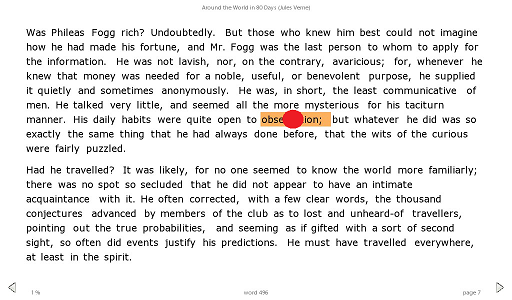 Around the World in 80 Days (Jules Verne)
Was Phileas Fogg rich? Undoubtedly. But those who knew him best could not imagine
how he had made his fortune, and Mr. Fogg was the last person to whom to apply for
the information. He was not lavish, nor, on the contrary, avaricious; for, whenever he
knew that money was needed for a noble, useful, or benevolent purpose, he supplied
it quietly and sometimes anonymously. He was, in short, the least communicative of
men. He talked very little, and seemed all the more mysterious for his taciturn
manner. His daily habits were quite open to but whatever he did was so
exactly the same thing that he had always done before, that the wits of the curious
were fairly puzzled.
Had he travelled? It was likely, for no one seemed to know the world more familiarly;
there was no spot so secluded that he did not appear to have an intimate
acquaintance with it. He often corrected, with a few clear words, the thousand
conjectures advanced by members of the club as to lost and unheard-of travellers,
pointing out the true probabilities, and seeming as if gifted with a sort of second
sight, so often did events justify his predictions. He must have travelled everywhere,
at least in the spirit.
1 %
word 496
page 7